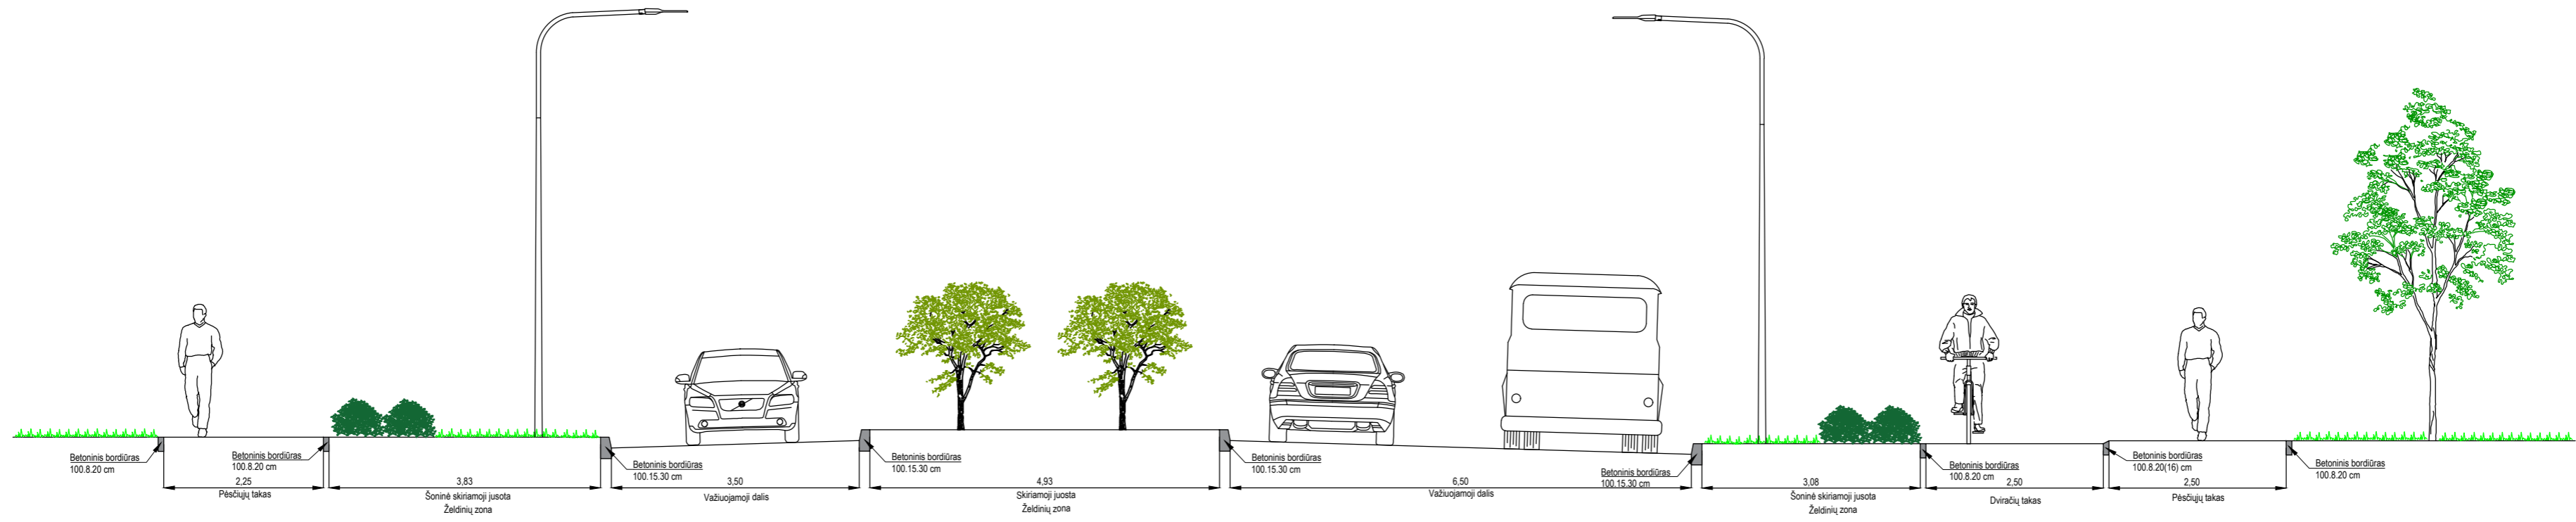 Betoninis bordiūras
100.8.20 cm
2,25
Pėsčiųjų takas
Betoninis bordiūras
100.8.20 cm
3,83
Šoninė skiriamoji jusota
Želdinių zona
Betoninis bordiūras
100.15.30 cm
3,50
Važiuojamoji dalis
Betoninis bordiūras
100.15.30 cm
4,93
Skiriamoji juosta
Želdinių zona
Betoninis bordiūras
100.15.30 cm
6,50
Važiuojamoji dalis
Betoninis bordiūras
100.15.30 cm
3,08
Šoninė skiriamoji jusota
Želdinių zona
Betoninis bordiūras
100.8.20 cm
2,50
Dviračių takas
Betoninis bordiūras
100.8.20(16) cm
2,50
Pėsčiųjų takas
Betoninis bordiūras
100.8.20 cm